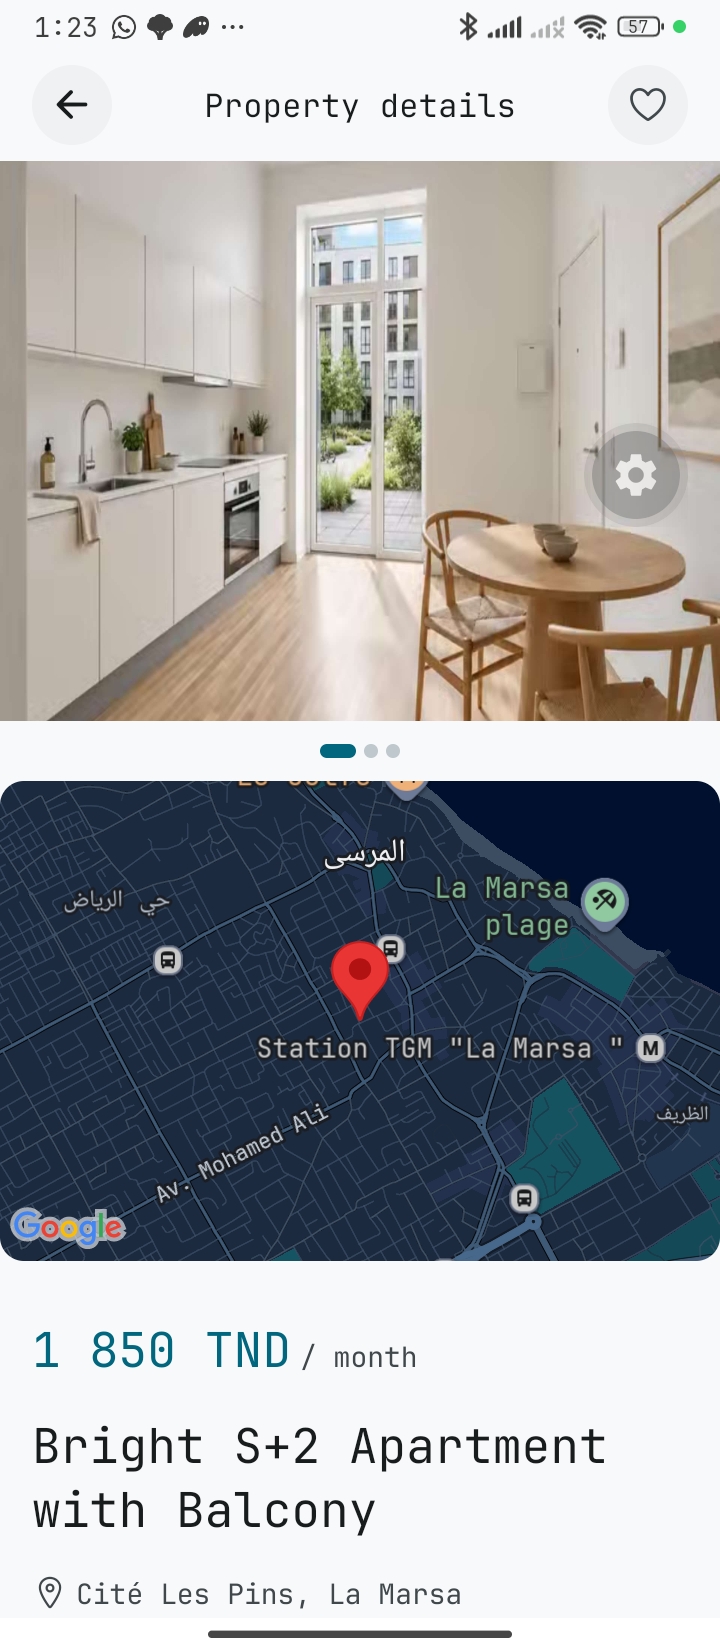 1:23
57
Property details
المرسى
La Marsa
plage
حي الرياض
Station TGM "La Marsa "
M
الظريف
Av. Mohamed Ali
Google
1 850 TND / month
Bright S+2 Apartment
with Balcony
Cité Les Pins, La Marsa